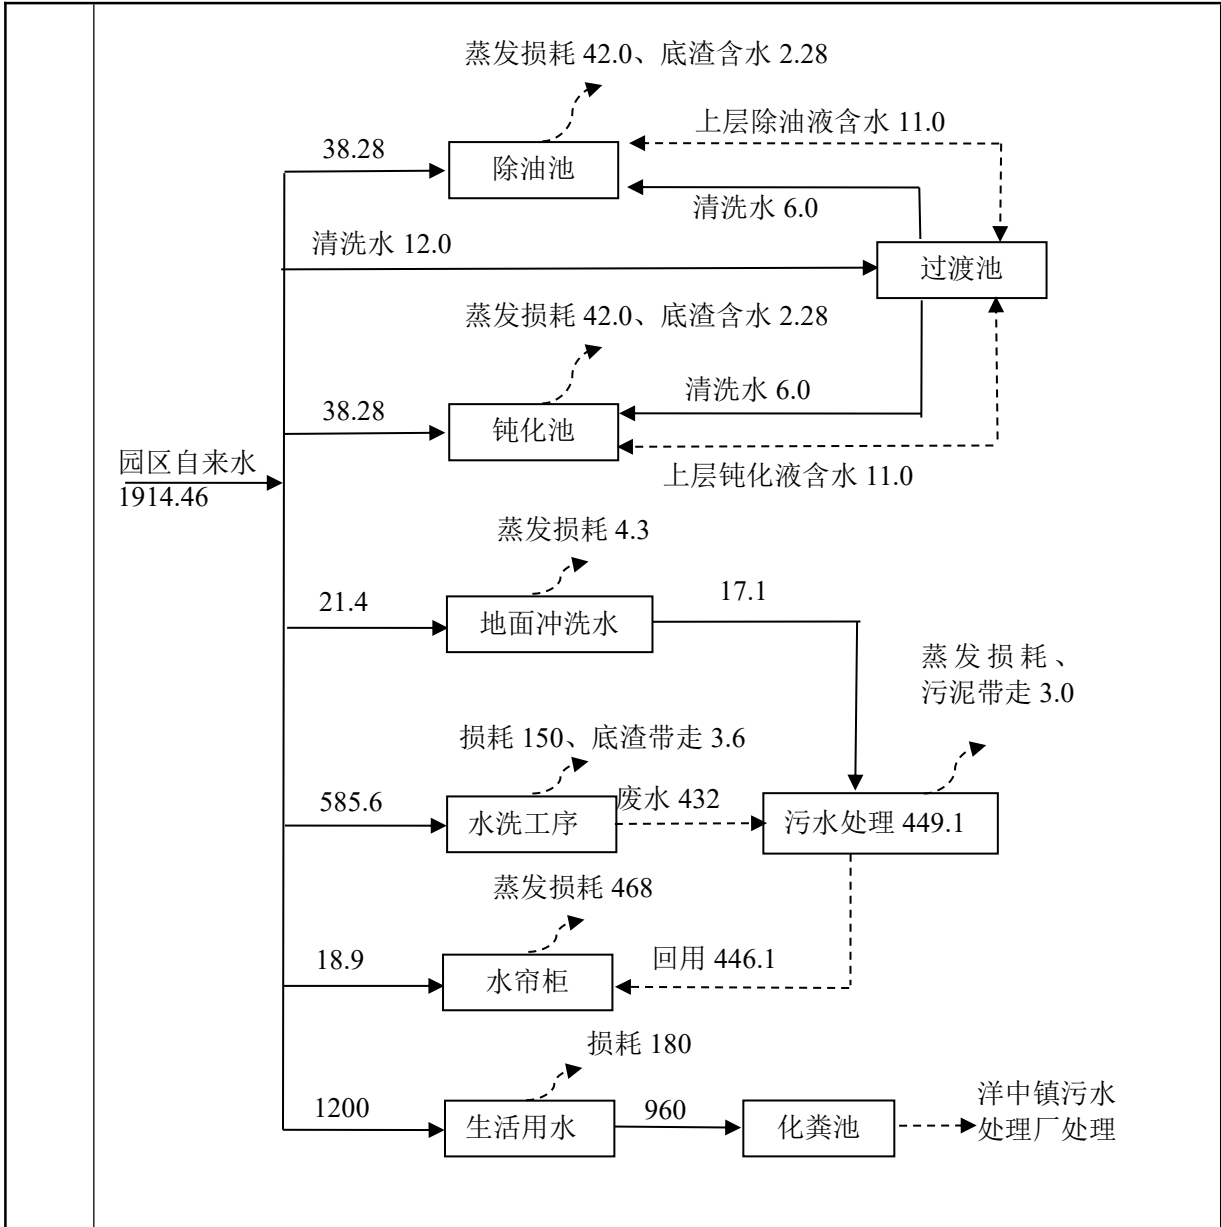 蒸发损耗 42.0、底渣含水 2.28
上层除油液含水 11.0
38.28
除油池
清洗水 6.0
清洗水 12.0
过渡池
蒸发损耗 42.0、底渣含水 2.28
清洗水 6.0
38.28
钝化池
园区自来水
1914.46
上层钝化液含水 11.0
蒸发损耗 4.3
21.4
地面冲洗水
17.1
蒸发损耗、
污泥带走 3.0
损耗 150、底渣带走 3.6
585.6
水洗工序
废水 432
污水处理 449.1
蒸发损耗 468
18.9
水帘柜
回用 446.1
损耗 180
1200
生活用水
960
化粪池
洋中镇污水
处理厂处理